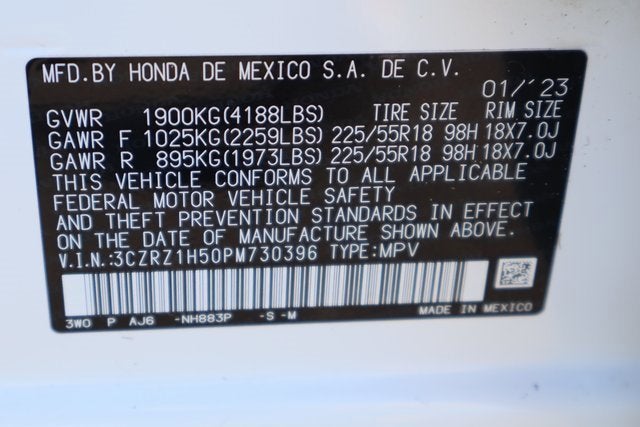 MFD.BY HONDA DE MEXICO S.A. DE C.V.
01/'23
GVWR 1900KG(4188LBS) TIRE SIZE RIM SIZE
GAWR F 1025KG(2259LBS) 225/55R18 98H 18X7.0J
GAWR R 895KG(1973LBS) 225/55R18 98H 18X7.0J
THIS VEHICLE CONFORMS TO ALL APPLICABLE
FEDERAL MOTOR VEHICLE SAFETY
AND THEFT PREVENTION STANDARDS IN EFFECT
ON THE DATE OF MANUFACTURE SHOWN ABOVE.
V.I.N.:3CZRZ1H50PM730396 TYPE:MPV
3WO P AJ6 -NH883P -S -M MADE IN MEXICO